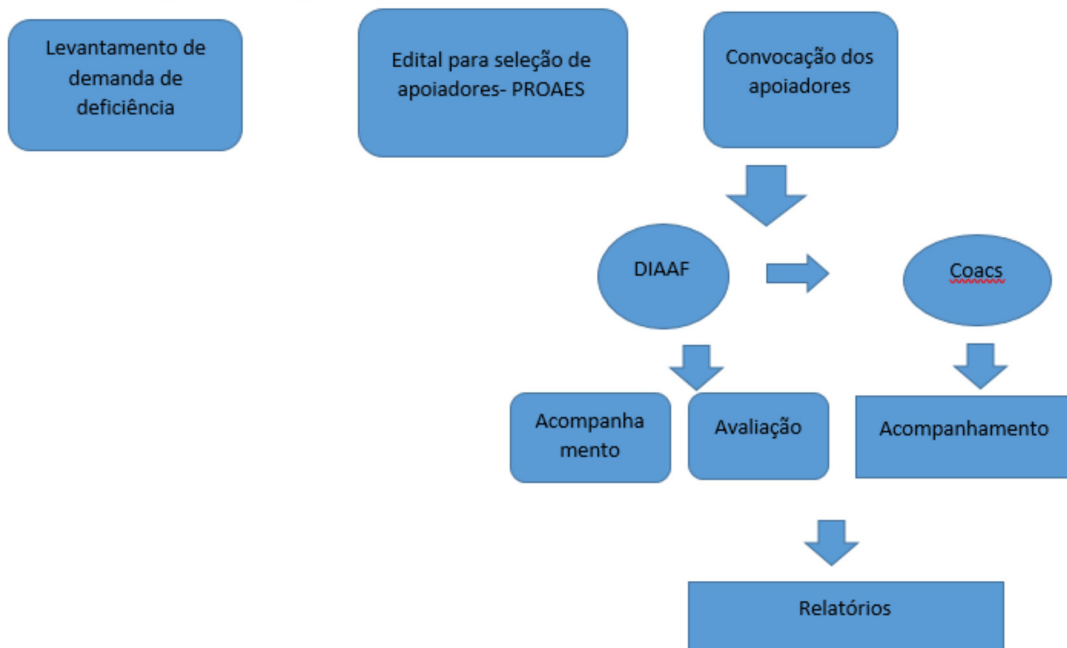 Levantamento de
demanda de
deficiência
Edital para seleção de
apoiadores- PROAES
Convocação dos
apoiadores
DIAAF
Coacs
Acompanha
mento
Avaliação
Acompanhamento
Relatórios